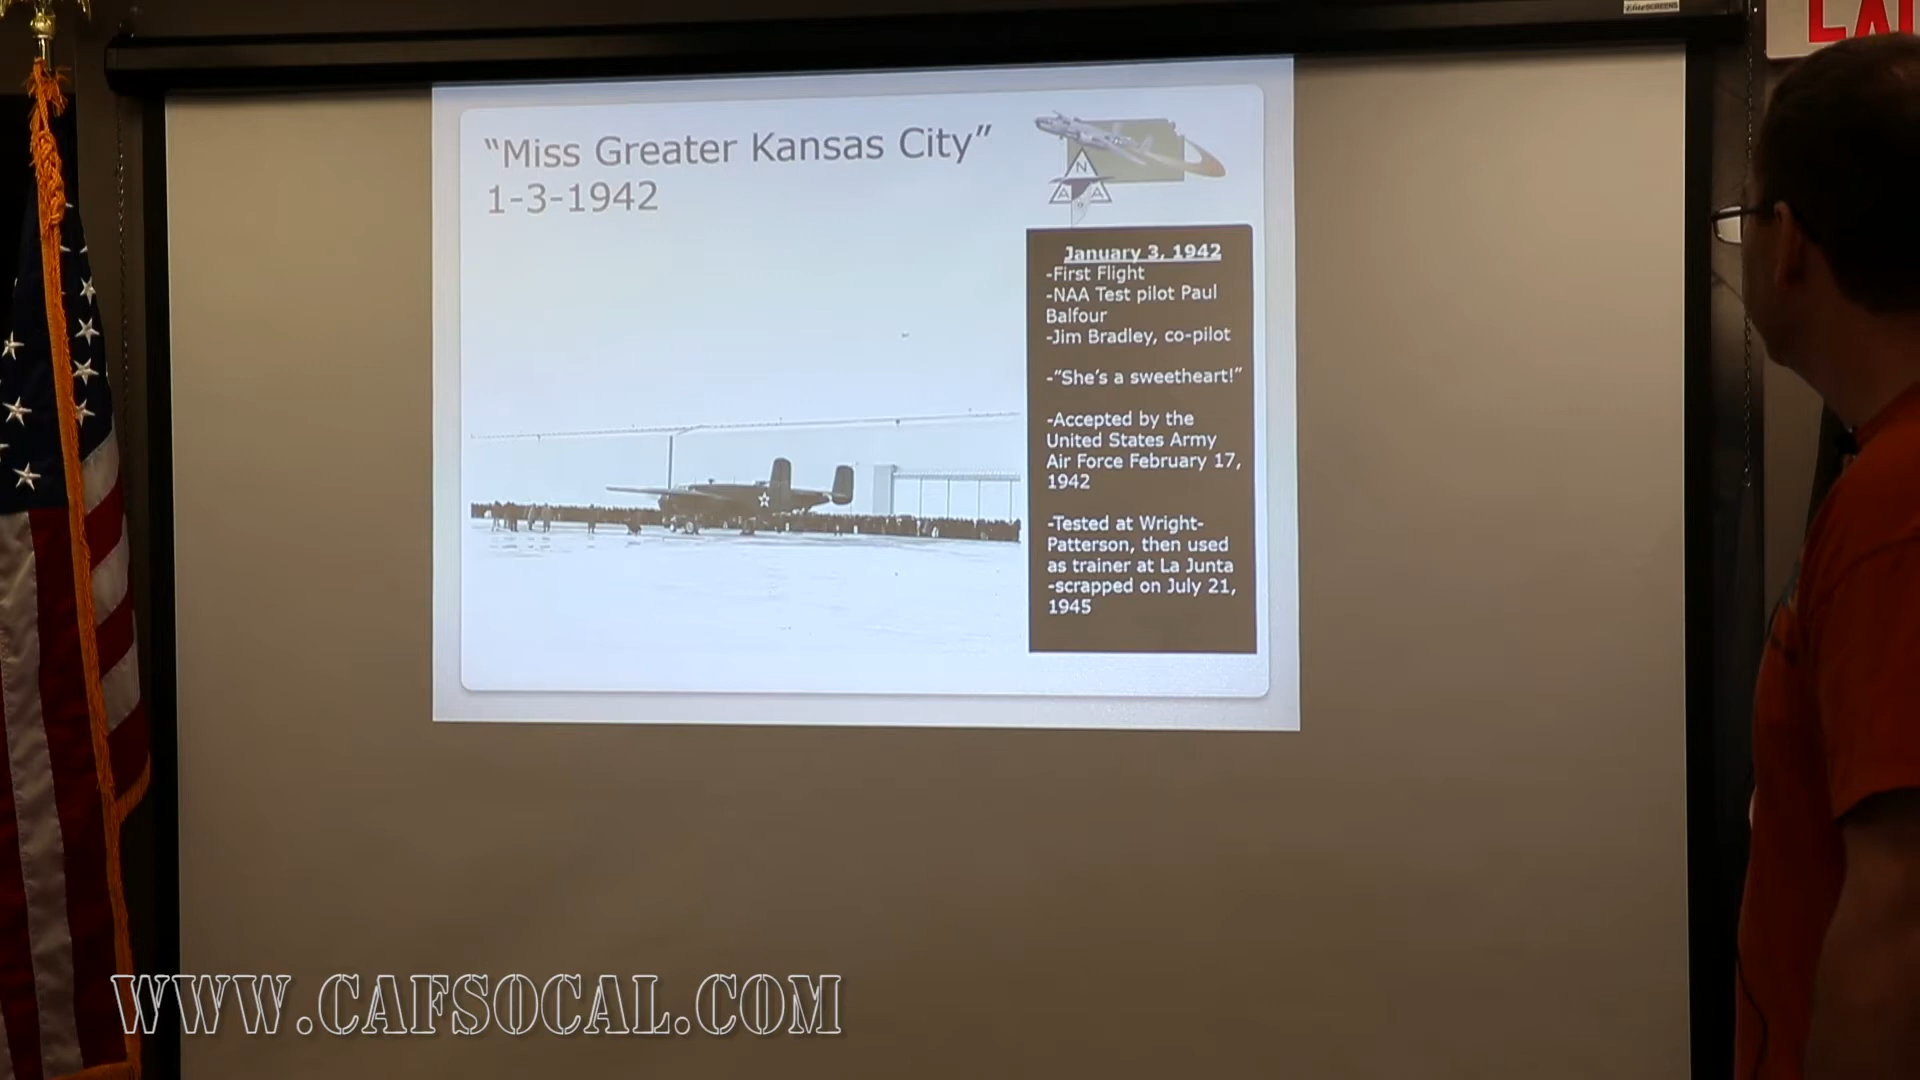 “Miss Greater Kansas City”
1-3-1942
N
A A
January 3, 1942
-First Flight
-NAA Test pilot Paul
Balfour
-Jim Bradley, co-pilot
-“She’s a sweetheart!”
-Accepted by the
United States Army
Air Force February 17,
1942
-Tested at Wright-
Patterson, then used
as trainer at La Junta
-scrapped on July 21,
1945
EliteSCREENS
WWW.CAFSOCAL.COM